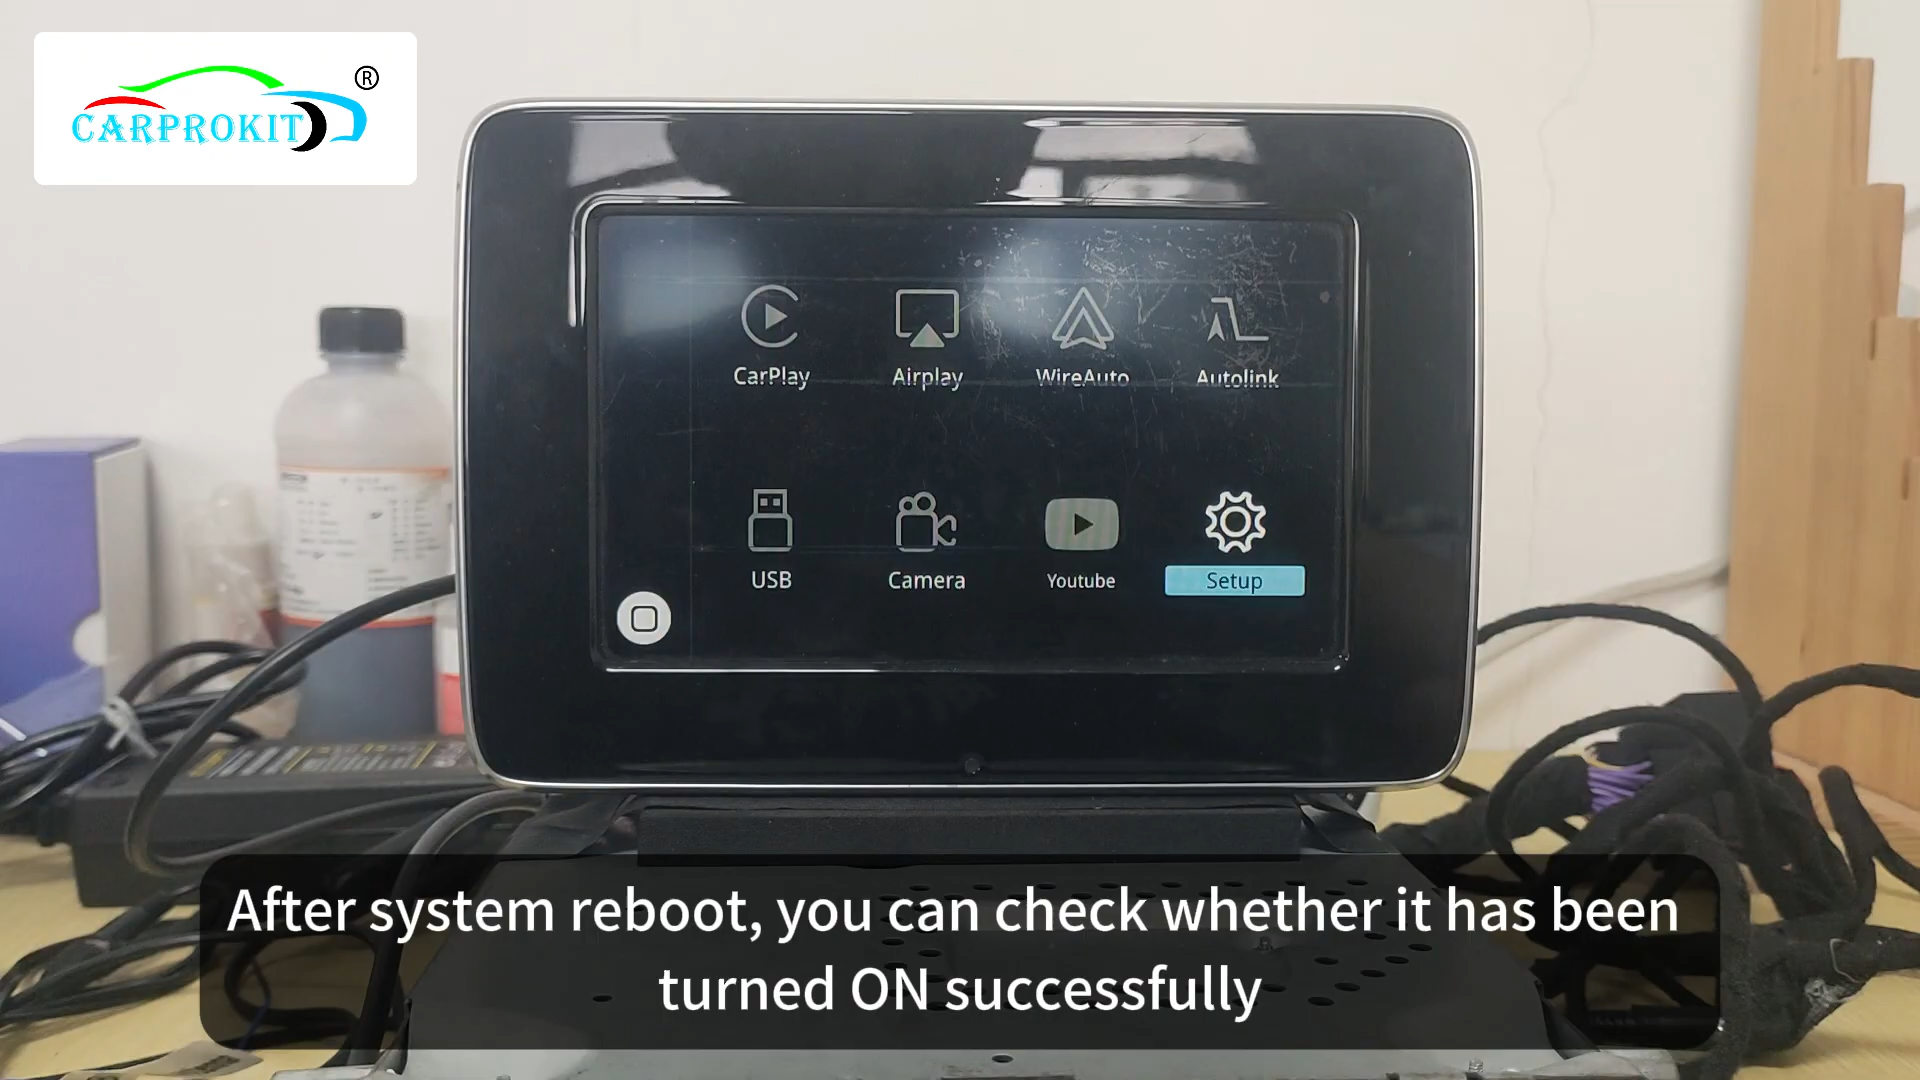 CARPROKIT ®
CarPlay Airplay WireAuto Autolink
USB Camera Youtube Setup
After system reboot, you can check whether it has been
turned ON successfully